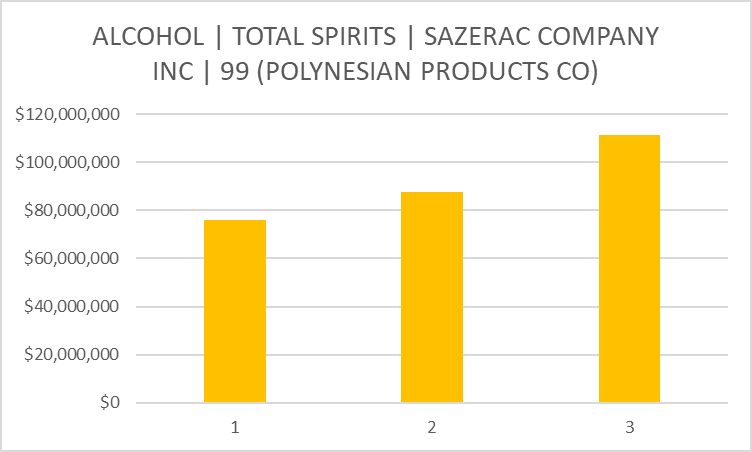 ALCOHOL | TOTAL SPIRITS | SAZERAC COMPANY
INC | 99 (POLYNESIAN PRODUCTS CO)
$120,000,000
$100,000,000
$80,000,000
$60,000,000
$40,000,000
$20,000,000
$0
1 2 3